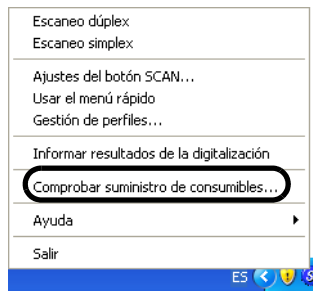 Escaneo dúplex
Escaneo simplex
Ajustes del botón SCAN...
Usar el menú rápido
Gestión de perfiles...
Informar resultados de la digitalización
Comprobar suministro de consumibles...
Ayuda
Salir
ES